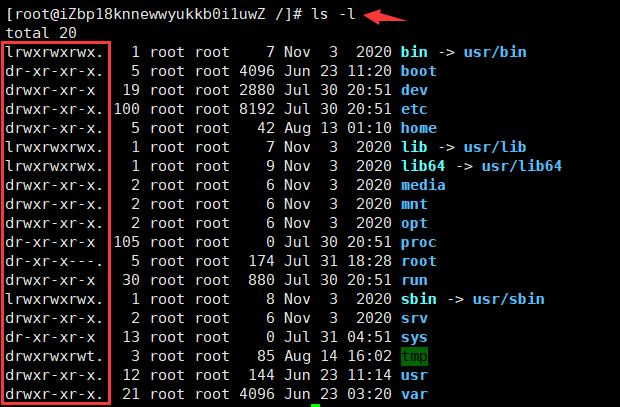 [root@iZbp18knnewwyukkb0i1uwZ /]# ls -l
total 20
lrwxrwxrwx.   1 root root    7 Nov  3  2020 bin -> usr/bin
dr-xr-xr-x.   5 root root 4096 Jun 23 11:20 boot
drwxr-xr-x   19 root root 2880 Jul 30 20:51 dev
drwxr-xr-x. 100 root root 8192 Jul 30 20:51 etc
drwxr-xr-x.   5 root root   42 Aug 13 01:10 home
lrwxrwxrwx.   1 root root    7 Nov  3  2020 lib -> usr/lib
lrwxrwxrwx.   1 root root    9 Nov  3  2020 lib64 -> usr/lib64
drwxr-xr-x.   2 root root    6 Nov  3  2020 media
drwxr-xr-x.   2 root root    6 Nov  3  2020 mnt
drwxr-xr-x.   2 root root    6 Nov  3  2020 opt
dr-xr-xr-x  105 root root    0 Jul 30 20:51 proc
dr-xr-x---.   5 root root  174 Jul 31 18:28 root
drwxr-xr-x   30 root root  880 Jul 30 20:51 run
lrwxrwxrwx.   1 root root    8 Nov  3  2020 sbin -> usr/sbin
drwxr-xr-x.   2 root root    6 Nov  3  2020 srv
dr-xr-xr-x   13 root root    0 Jul 31 04:51 sys
drwxrwxrwt.   3 root root   85 Aug 14 16:02 tmp
drwxr-xr-x.  12 root root  144 Jun 23 11:14 usr
drwxr-xr-x.  21 root root 4096 Jun 23 03:20 var